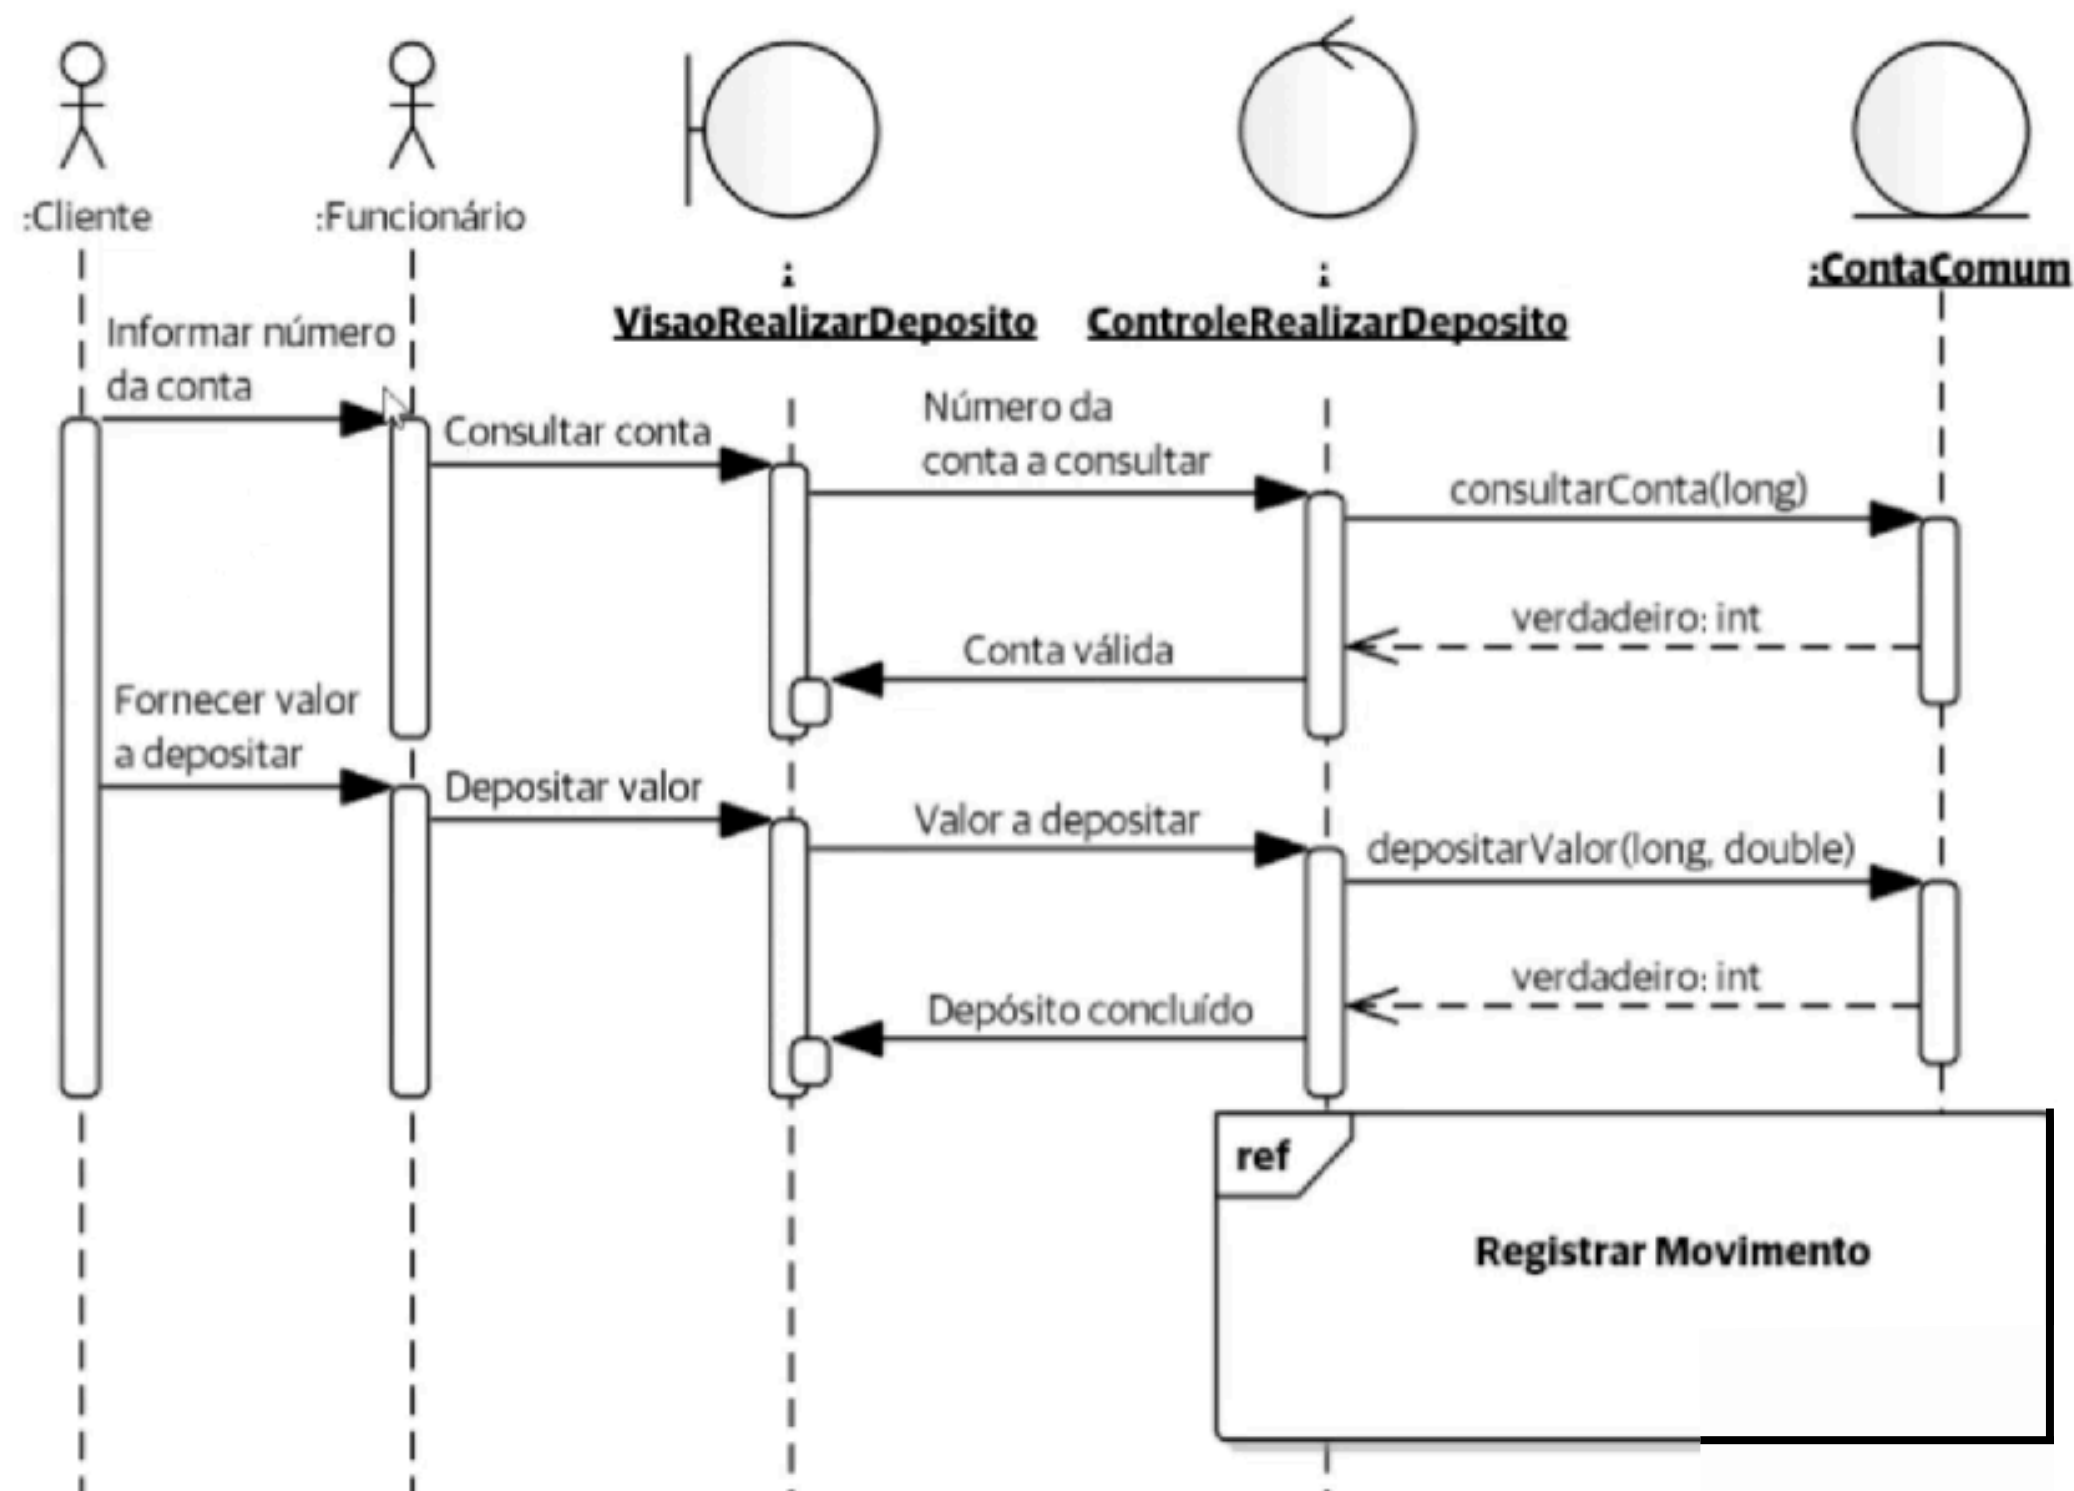 :Cliente
:Funcionário
:
VisaoRealizarDeposito
:
ControleRealizarDeposito
:ContaComum
Informar número
da conta
Consultar conta
Número da
conta a consultar
consultarConta(long)
verdadeiro: int
Conta válida
Fornecer valor
a depositar
Depositar valor
Valor a depositar
depositarValor(long, double)
verdadeiro: int
Depósito concluído
ref
Registrar Movimento